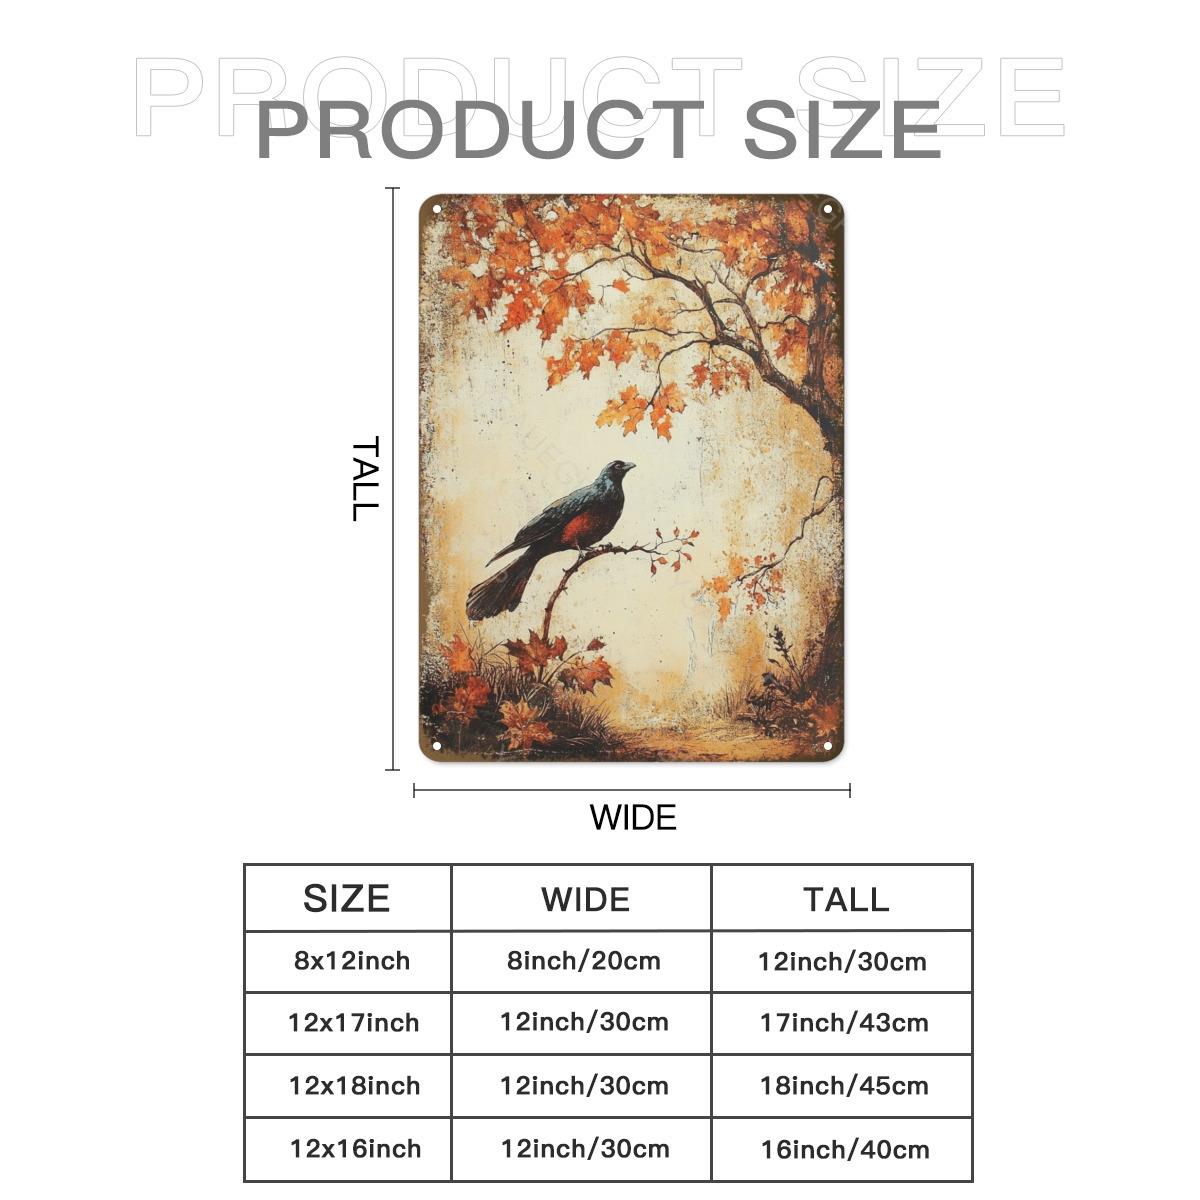 PRODUCT SIZE
PRODUCT SIZE
TALL
WIDE
SIZE WIDE TALL
8x12inch 8inch/20cm 12inch/30cm
12x17inch 12inch/30cm 17inch/43cm
12x18inch 12inch/30cm 18inch/45cm
12x16inch 12inch/30cm 16inch/40cm